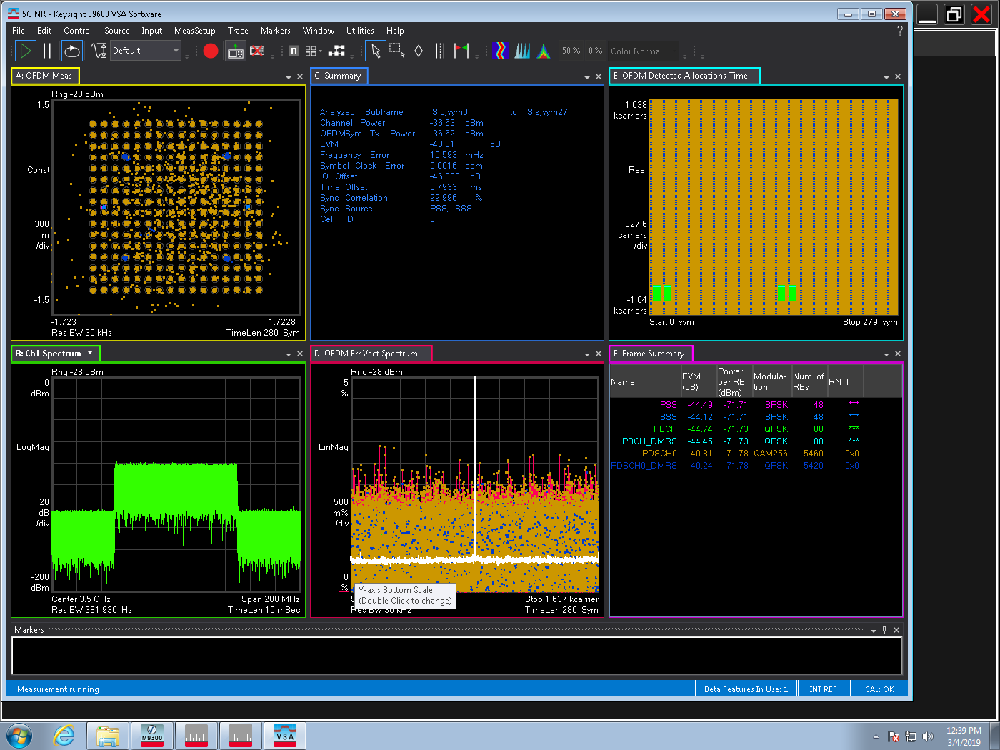 5G NR - Keysight 89600 VSA Software
File Edit Control Source Input MeasSetup Trace Markers Window Utilities Help
?
Default B 50 % 0 % Color Normal
A: OFDM Meas
Rng -28 dBm
1.5
Const
300
m
/div
-1.5
-1.723 1.7228
Res BW 30 kHz TimeLen 280 Sym
C: Summary
Analyzed Subframe [Sf0,sym0] to [Sf9,sym27]
Channel Power -36.63 dBm
OFDMSym. Tx. Power -36.62 dBm
EVM -40.81 dB
Frequency Error 10.593 mHz
Symbol Clock Error 0.0016 ppm
IQ Offset -46.883 dB
Time Offset 5.7933 ms
Sync Correlation 99.996 %
Sync Source PSS, SSS
Cell ID 0
E: OFDM Detected Allocations Time
1.638
kcarriers
Real
327.6
carriers
/div
-1.64
kcarriers
Start 0 sym Stop 279 sym
B: Ch1 Spectrum
Rng -28 dBm
0
dBm
LogMag
20
dB
/div
-200
dBm
Center 3.5 GHz Span 200 MHz
Res BW 381.936 Hz TimeLen 10 mSec
D: OFDM Err Vect Spectrum
Rng -28 dBm
5
%
LinMag
500
m%
/div
0
%
Y-axis Bottom Scale
(Double Click to change)
Stop 1.637 kcarrier
Res BW 30 kHz TimeLen 280 Sym
F: Frame Summary
Name EVM (dB) Power per RE (dBm) Modula-tion Num. of RBs RNTI
PSS -44.49 -71.71 BPSK 48 ***
SSS -44.12 -71.71 BPSK 48 ***
PBCH -44.74 -71.73 QPSK 80 ***
PBCH_DMRS -44.45 -71.73 QPSK 80 ***
PDSCH0 -40.81 -71.78 QAM256 5460 0x0
PDSCH0_DMRS -40.24 -71.78 QPSK 5420 0x0
Markers
Measurement running Beta Features In Use: 1 INT REF CAL: OK
M9300 VSA
12:39 PM
3/4/2019